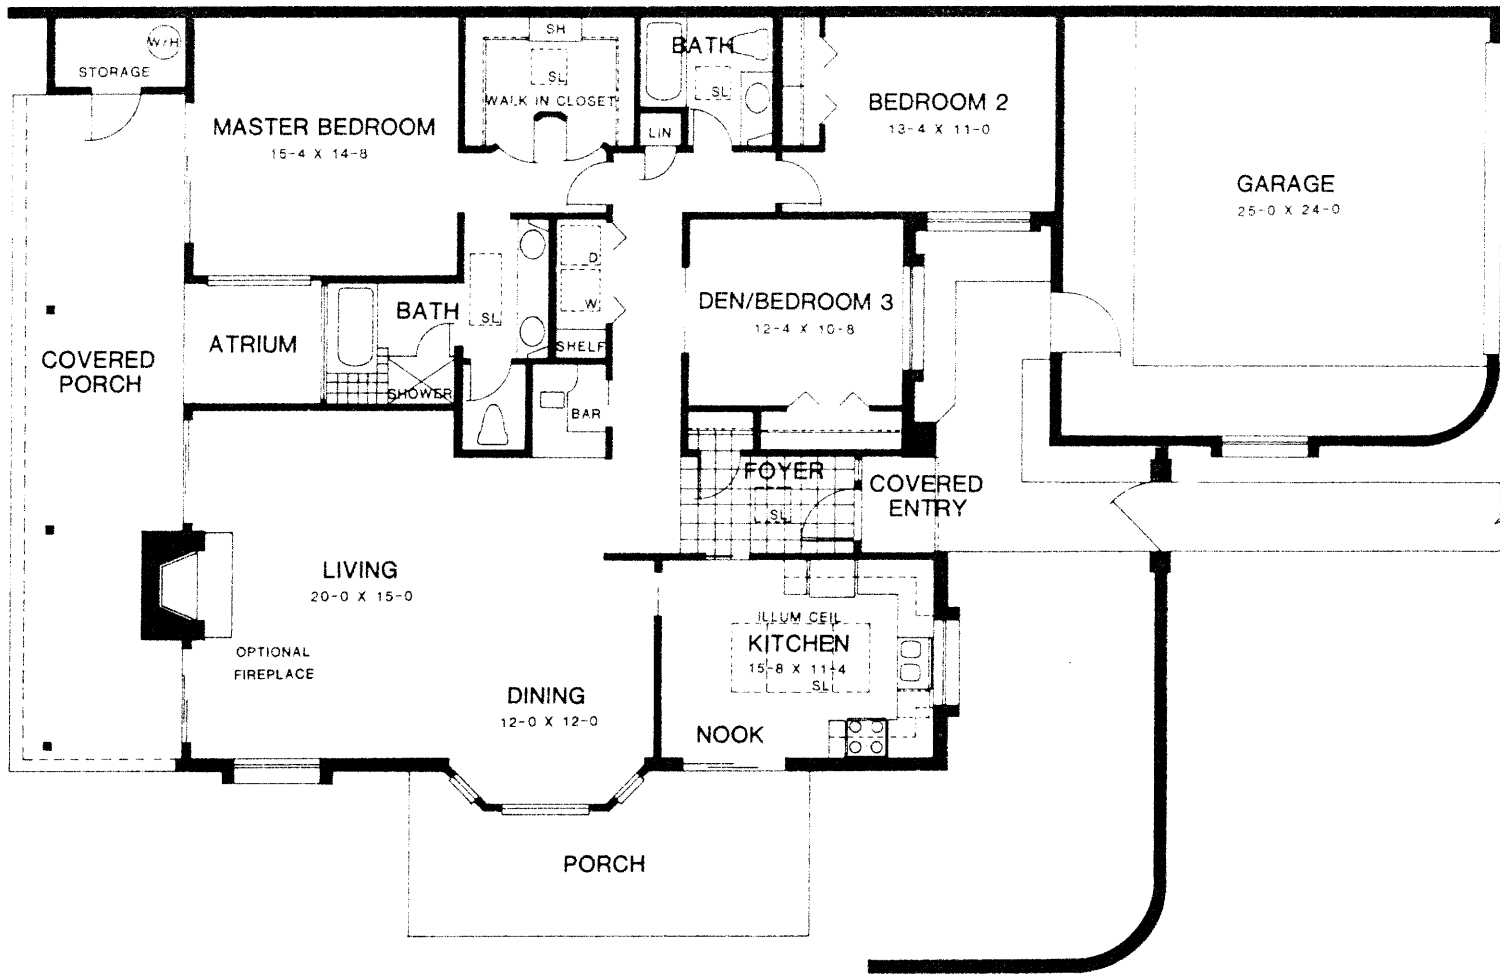 W/H
STORAGE
MASTER BEDROOM
15-4 X 14-8
SH
SL
WALK IN CLOSET
BATH
SL
LIN
BEDROOM 2
13-4 X 11-0
GARAGE
25-0 X 24-0
COVERED
PORCH
ATRIUM
BATH
SL
SHOWER
D
W
SHELF
BAR
DEN/BEDROOM 3
12-4 X 10-8
FOYER
SL
COVERED
ENTRY
LIVING
20-0 X 15-0
OPTIONAL
FIREPLACE
DINING
12-0 X 12-0
ILLUM CEIL
KITCHEN
15-8 X 11-4
SL
NOOK
PORCH